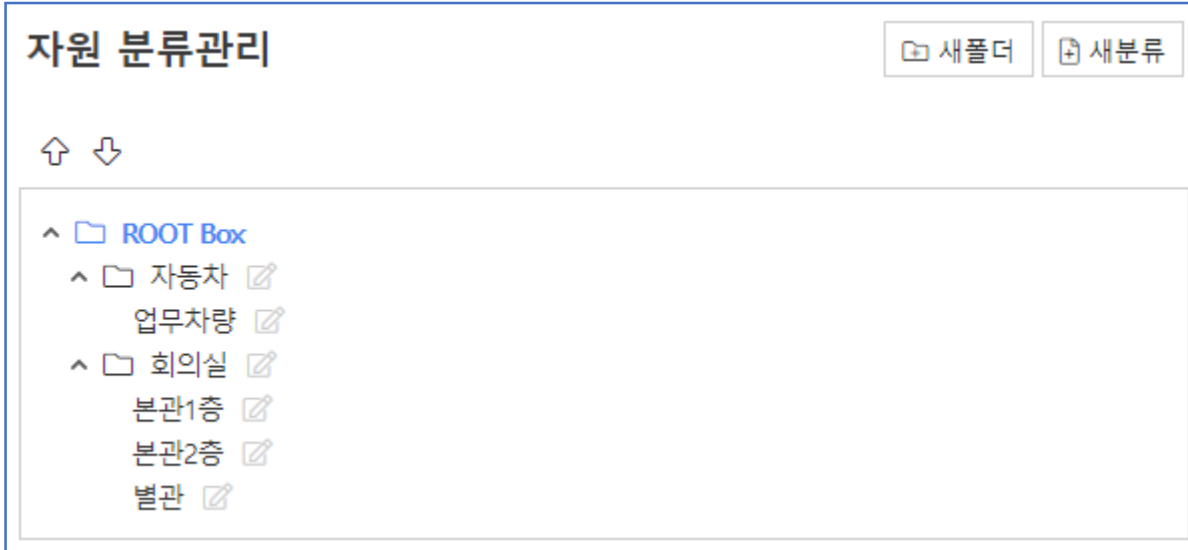 자원 분류관리
새폴더 새분류
ROOT Box
자동차
업무차량
회의실
본관1층
본관2층
별관